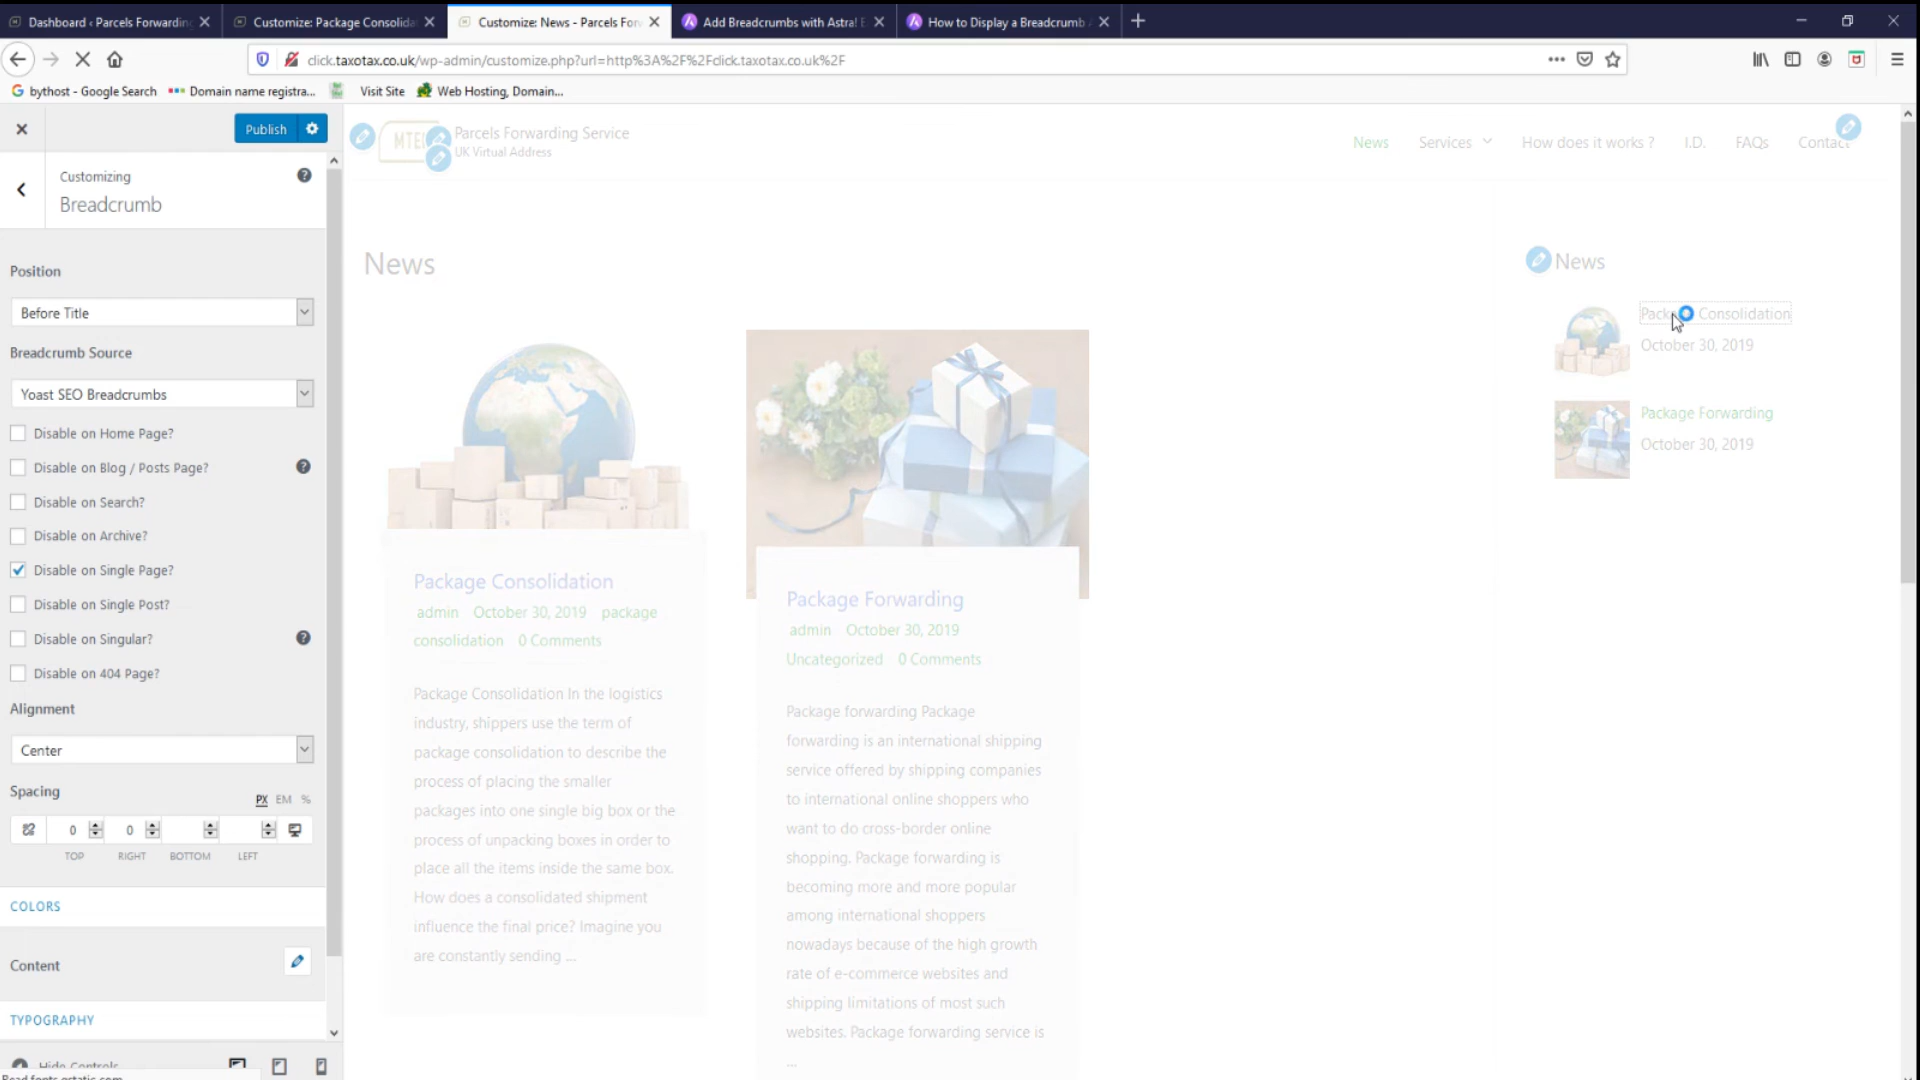 Dashboard ‹ Parcels Forwarding
Customize: Package Consolida
Customize: News - Parcels For
Add Breadcrumbs with Astra!
How to Display a Breadcrumb
click.taxotax.co.uk/wp-admin/customize.php?url=http%3A%2F%2Fclick.taxotax.co.uk%2F
bythost - Google Search
Domain name registra...
Visit Site
Web Hosting, Domain...
Publish
Customizing
Breadcrumb
Position
Before Title
Breadcrumb Source
Yoast SEO Breadcrumbs
Disable on Home Page?
Disable on Blog / Posts Page?
Disable on Search?
Disable on Archive?
Disable on Single Page?
Disable on Single Post?
Disable on Singular?
Disable on 404 Page?
Alignment
Center
Spacing
PX EM %
0 0
TOP RIGHT BOTTOM LEFT
COLORS
Content
TYPOGRAPHY
Hide Controls
Read fonts.gstatic.com
Parcels Forwarding Service
UK Virtual Address
News Services How does it works ? I.D. FAQs Contact
News
Package Consolidation
admin October 30, 2019 package
consolidation 0 Comments
Package Consolidation In the logistics
industry, shippers use the term of
package consolidation to describe the
process of placing the smaller
packages into one single big box or the
process of unpacking boxes in order to
place all the items inside the same box.
How does a consolidated shipment
influence the final price? Imagine you
are constantly sending ...
Package Forwarding
admin October 30, 2019
Uncategorized 0 Comments
Package forwarding Package
forwarding is an international shipping
service offered by shipping companies
to international online shoppers who
want to do cross-border online
shopping. Package forwarding is
becoming more and more popular
among international shoppers
nowadays because of the high growth
rate of e-commerce websites and
shipping limitations of most such
websites. Package forwarding service is
...
News
Consolidation
October 30, 2019
Package Forwarding
October 30, 2019